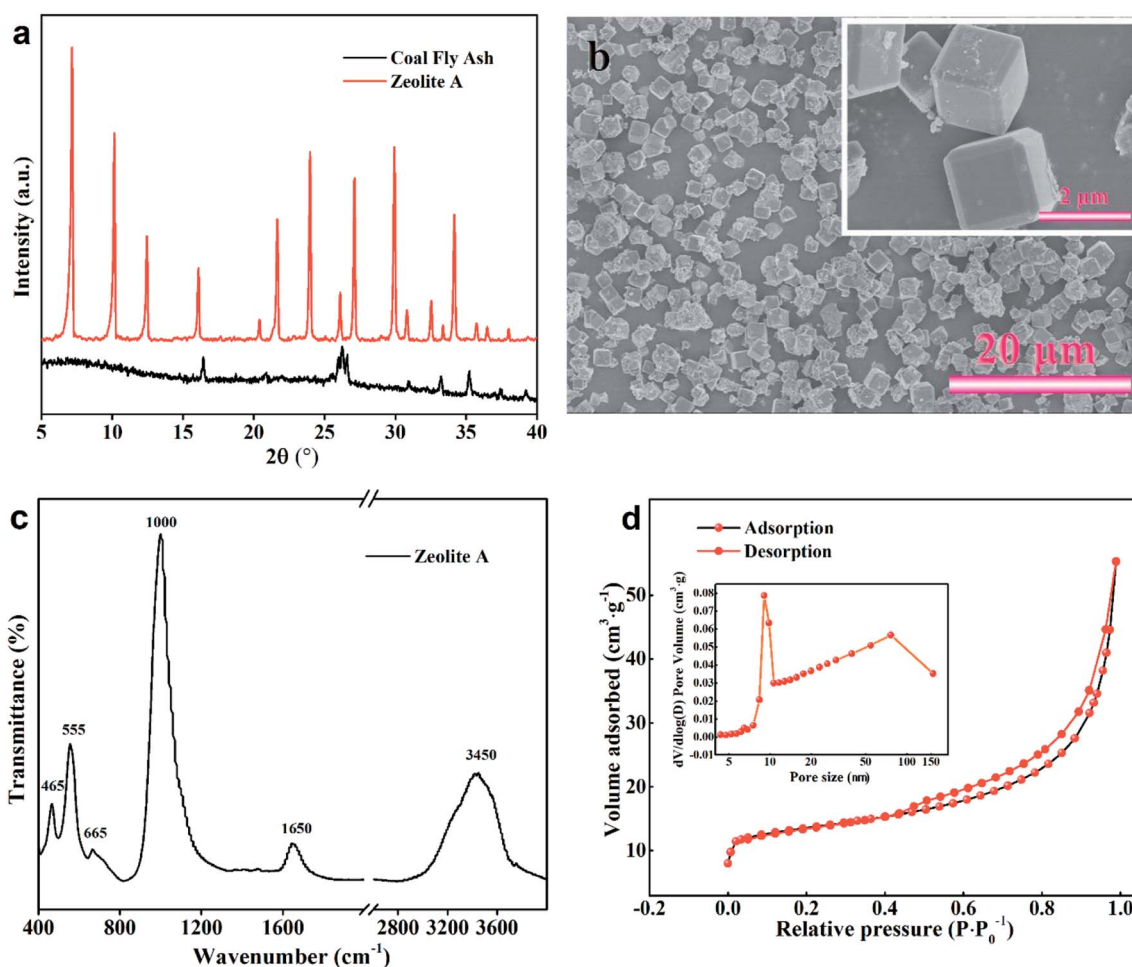 a
Coal Fly Ash
Zeolite A
Intensity (a.u.)
5 10 15 20 25 30 35 40
2θ (°)
b
2 μm
20 μm
c
1000
Zeolite A
555
465
665
1650
3450
Transmittance (%)
400 800 1200 1600 2800 3200 3600
Wavenumber (cm⁻¹)
d
Adsorption
Desorption
Volume adsorbed (cm³·g⁻¹)
50
40
30
20
10
dV/dlog(D) Pore Volume (cm³·g)
0.08
0.07
0.06
0.05
0.04
0.03
0.02
0.01
0.00
-0.01
5 10 20 50 100 150
Pore size (nm)
-0.2 0.0 0.2 0.4 0.6 0.8 1.0
Relative pressure (P·P₀⁻¹)